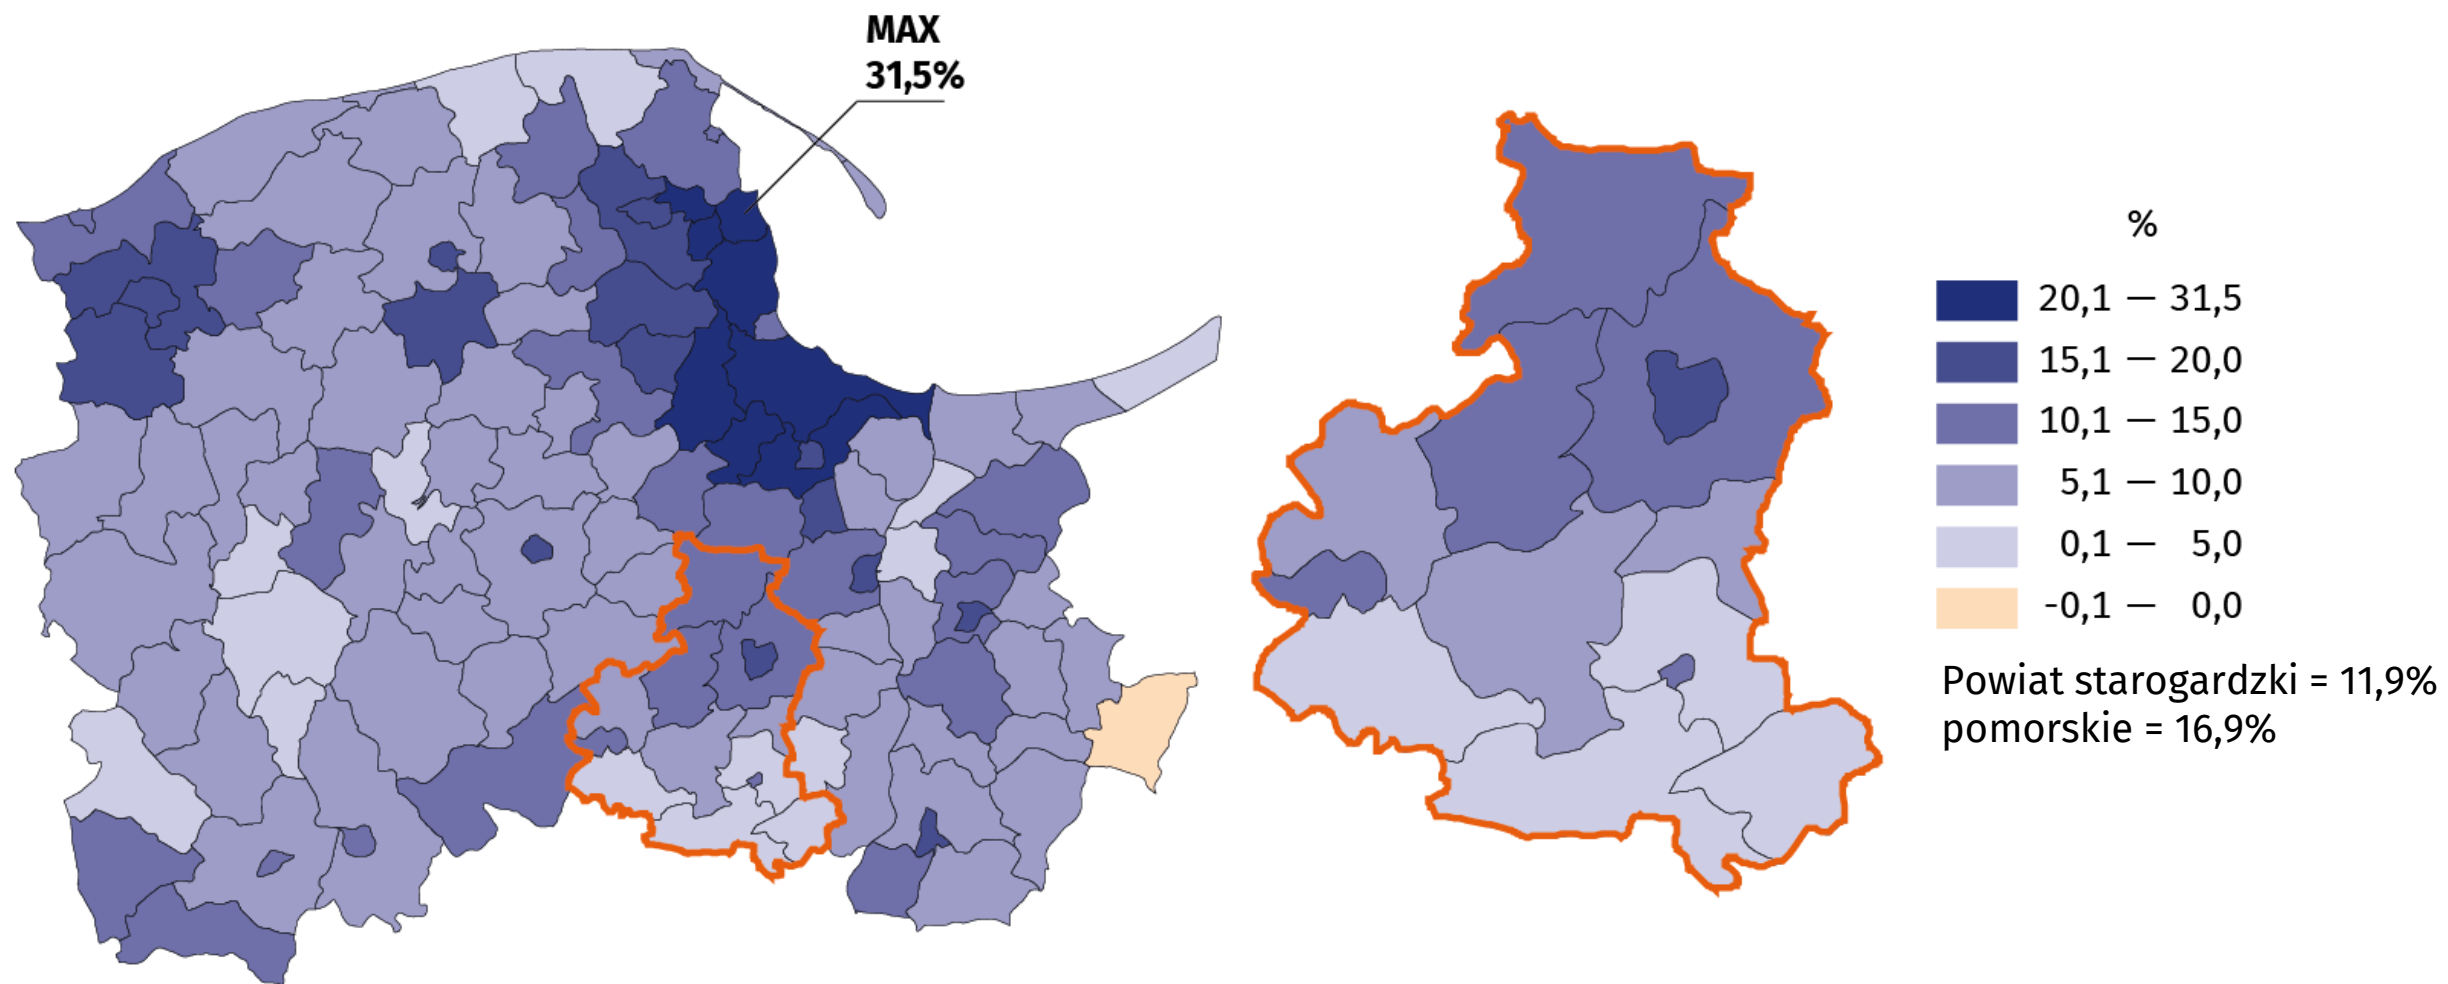 MAX
31,5%
%
20,1 — 31,5
15,1 — 20,0
10,1 — 15,0
5,1 — 10,0
0,1 — 5,0
-0,1 — 0,0
Powiat starogardzki = 11,9%
pomorskie = 16,9%